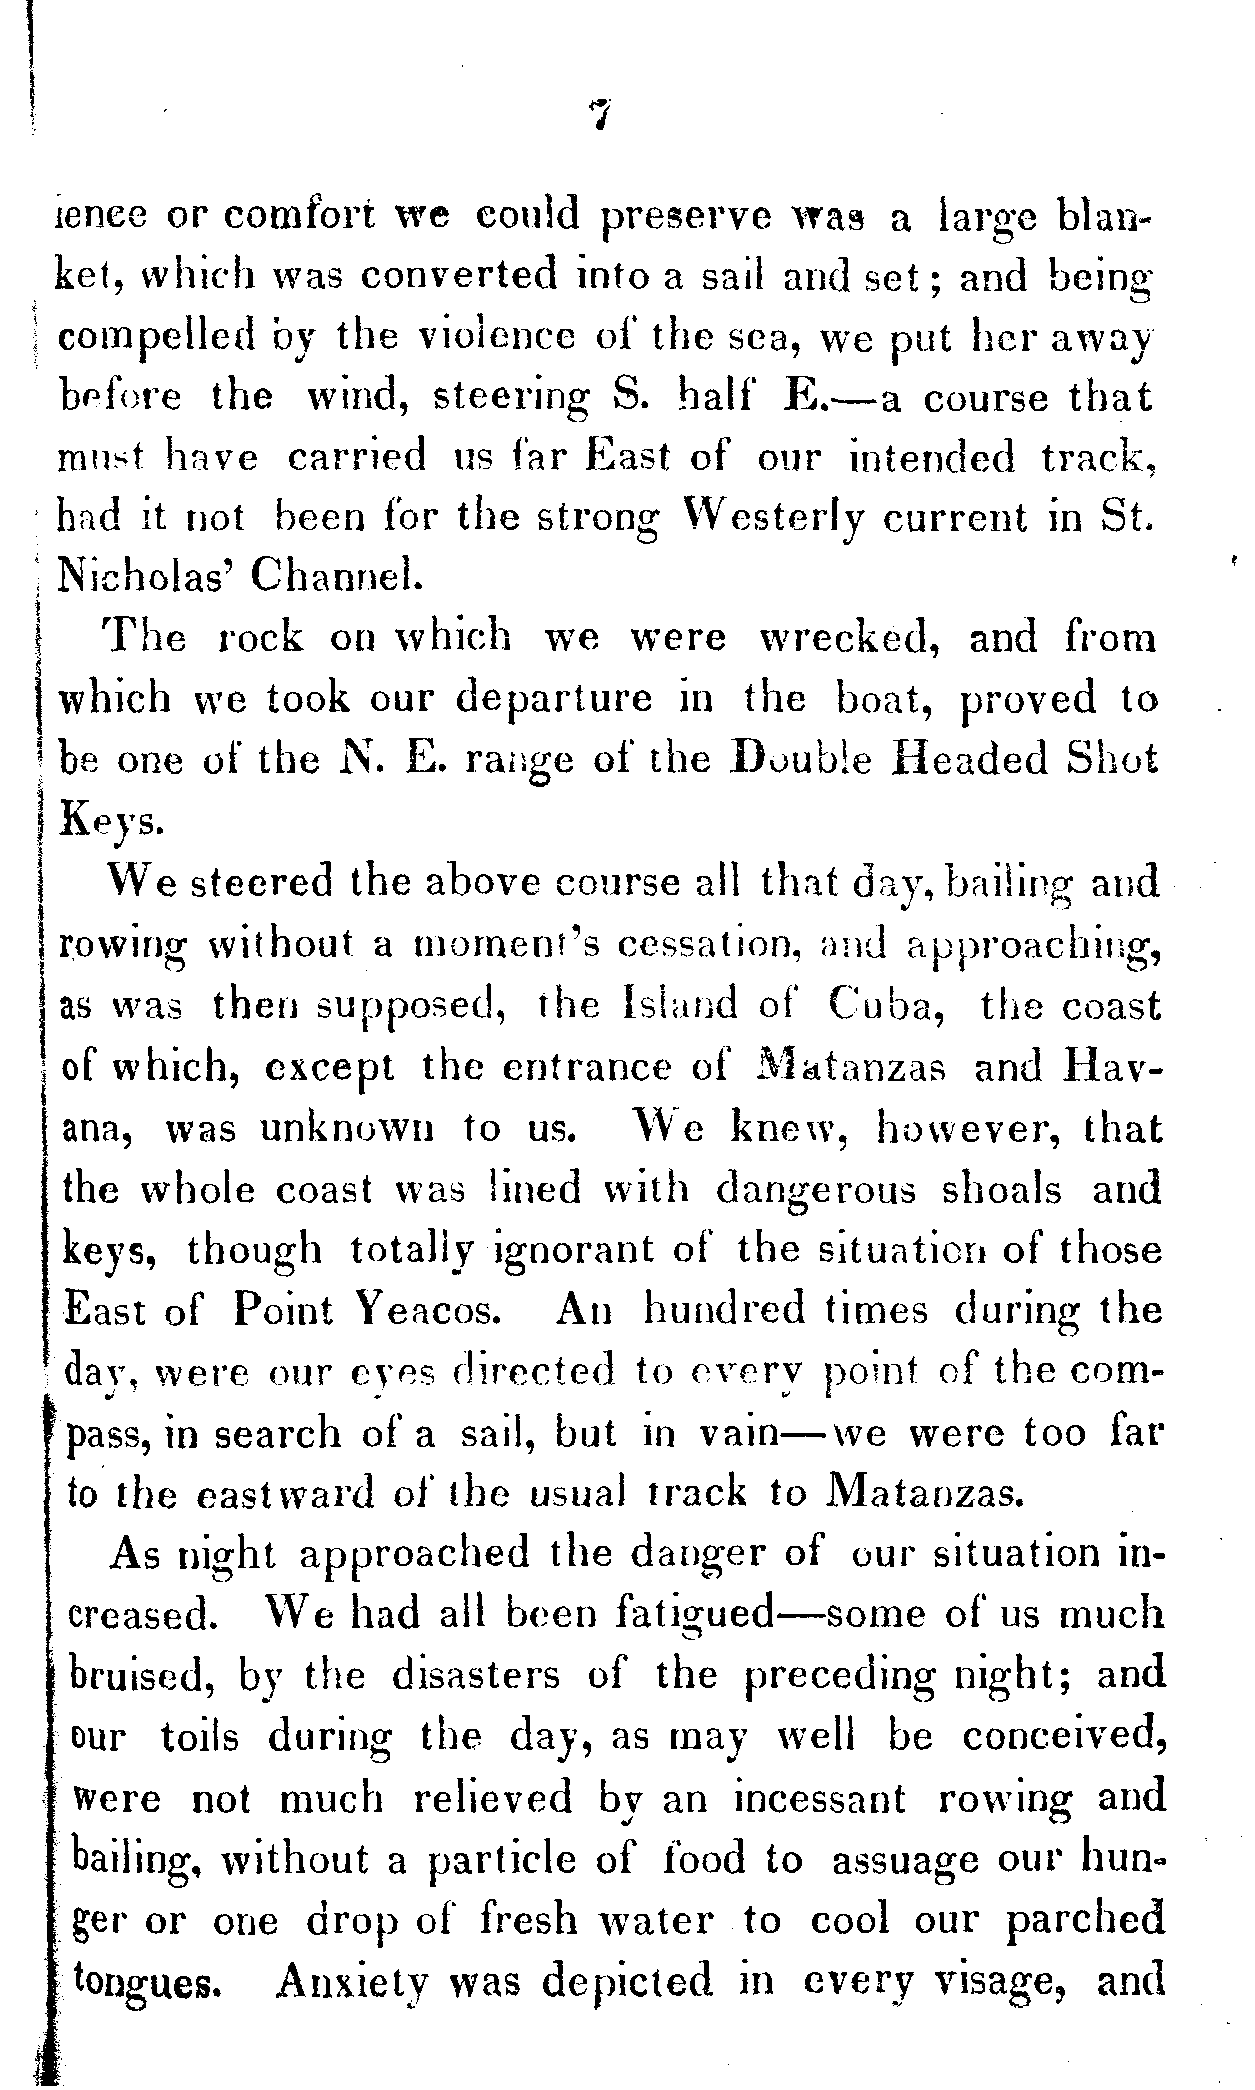 7
ience or comfort we could preserve was a large blan-
ket, which was converted into a sail and set; and being
compelled by the violence of the sea, we put her away
before the wind, steering S. half E.—a course that
must have carried us far East of our intended track,
had it not been for the strong Westerly current in St.
Nicholas' Channel.
The rock on which we were wrecked, and from
which we took our departure in the boat, proved to
be one of the N. E. range of the Double Headed Shot
Keys.
We steered the above course all that day, bailing and
rowing without a moment's cessation, and approaching,
as was then supposed, the Island of Cuba, the coast
of which, except the entrance of Matanzas and Hav-
ana, was unknown to us. We knew, however, that
the whole coast was lined with dangerous shoals and
keys, though totally ignorant of the situation of those
East of Point Yeacos. An hundred times during the
day, were our eyes directed to every point of the com-
pass, in search of a sail, but in vain—we were too far
to the eastward of the usual track to Matanzas.
As night approached the danger of our situation in-
creased. We had all been fatigued—some of us much
bruised, by the disasters of the preceding night; and
our toils during the day, as may well be conceived,
were not much relieved by an incessant rowing and
bailing, without a particle of food to assuage our hun-
ger or one drop of fresh water to cool our parched
tongues. Anxiety was depicted in every visage, and